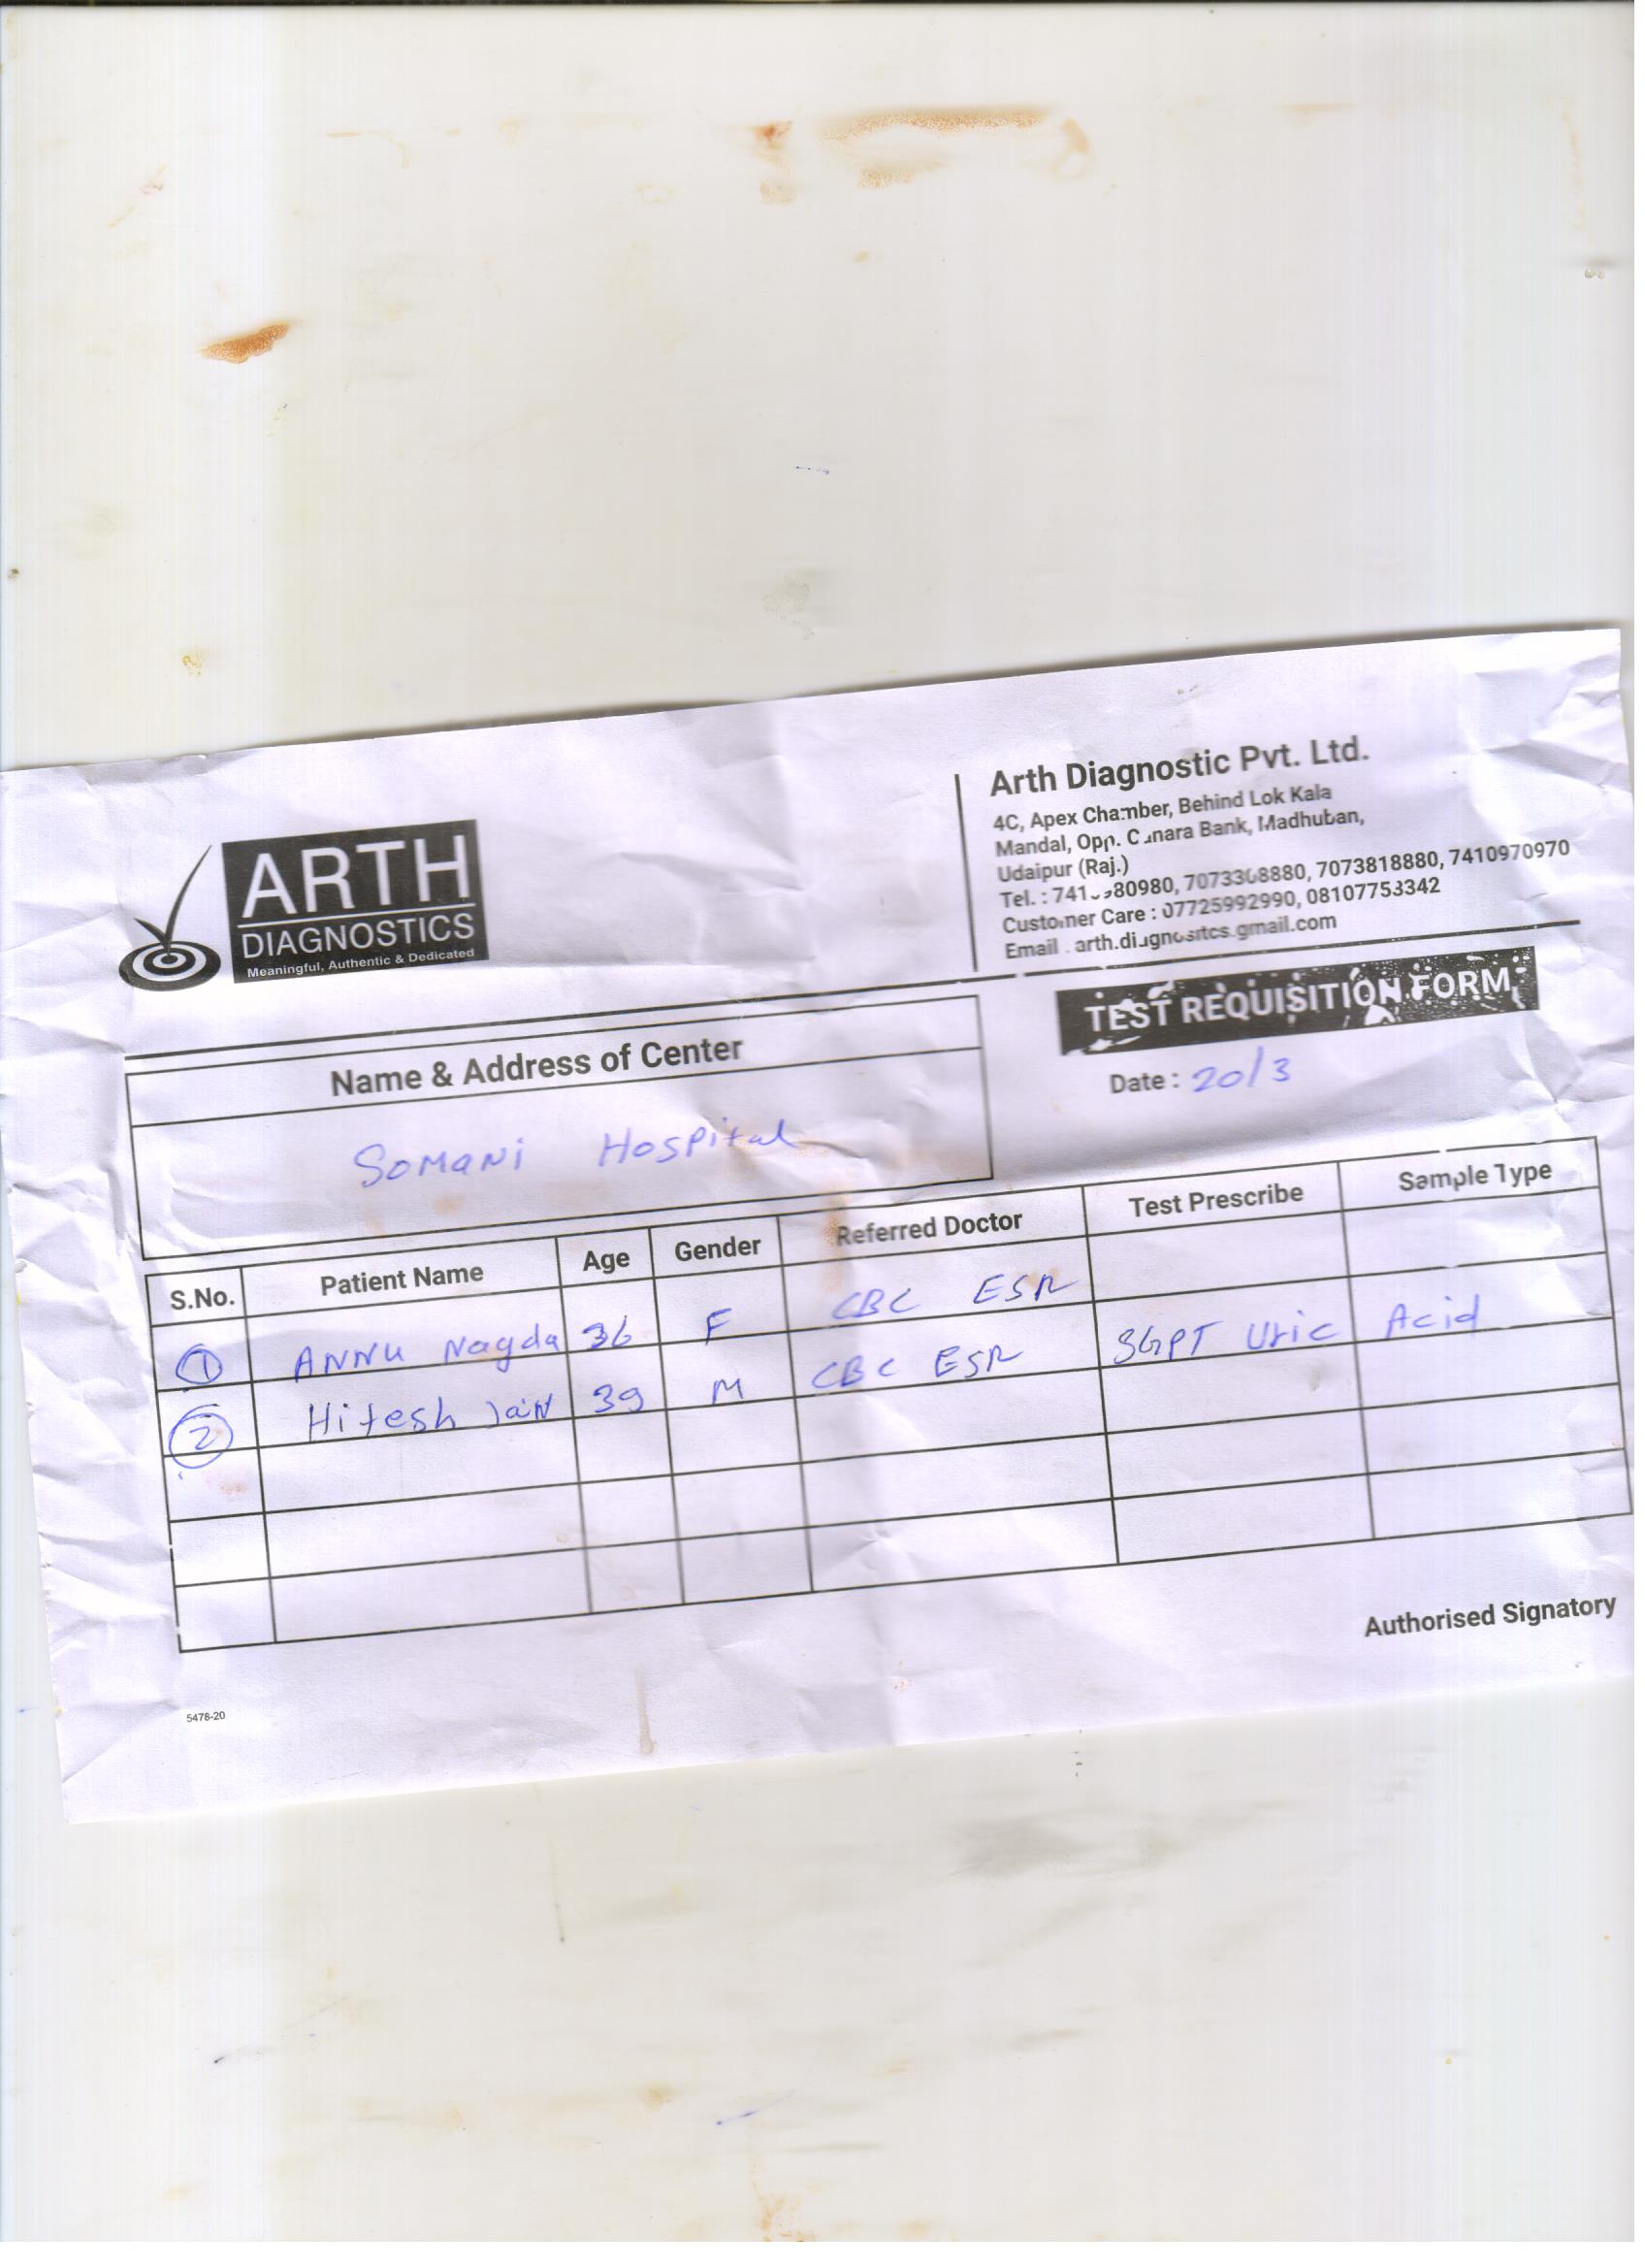 ARTH
DIAGNOSTICS
Meaningful, Authentic & Dedicated
Arth Diagnostic Pvt. Ltd.
4C, Apex Chamber, Behind Lok Kala
Mandal, Opp. Canara Bank, Madhuban,
Udaipur (Raj.)
Tel. : 80980, 7073308880, 7073818880, 7410970970
Customer Care : 07725992990, 08107753342
Email . arth.diagnositcs.gmail.com
TEST REQUISITION FORM
Name & Address of Center
Date : 20/3
SOMANi HOSPital
S.No. Patient Name Age Gender Referred Doctor Test Prescribe Sample Type
1 ANNU Nagda 36 F CBC ESR
2 Hitesh Jain 39 M CBC ESR SGPT Uric Acid
Authorised Signatory
5478-20